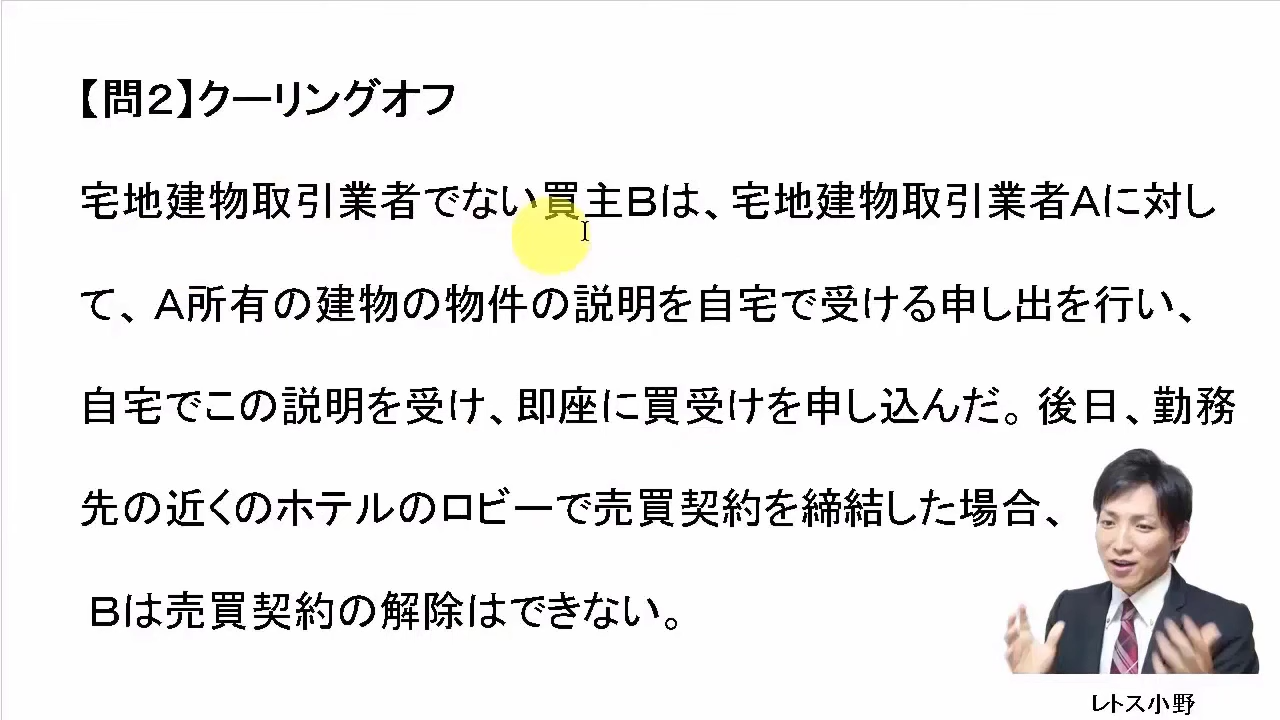 【問２】クーリングオフ
宅地建物取引業者でない買主Ｂは、宅地建物取引業者Ａに対し
て、Ａ所有の建物の物件の説明を自宅で受ける申し出を行い、
自宅でこの説明を受け、即座に買受けを申し込んだ。後日、勤務
先の近くのホテルのロビーで売買契約を締結した場合、
Ｂは売買契約の解除はできない。
レトス小野